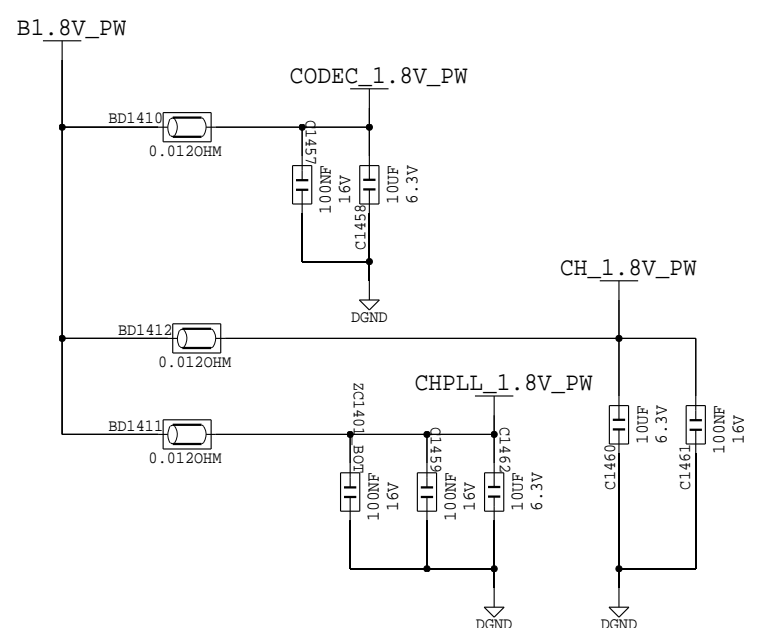 B1.8V_PW
CODEC_1.8V_PW
BD1410
0.012OHM
C1457
100NF
16V
C1458
10UF
6.3V
DGND
CH_1.8V_PW
BD1412
0.012OHM
CHPLL_1.8V_PW
BD1411
0.012OHM
ZC1401_BOT
100NF
16V
C1459
100NF
16V
C1462
10UF
6.3V
C1460
10UF
6.3V
C1461
100NF
16V
DGND
DGND